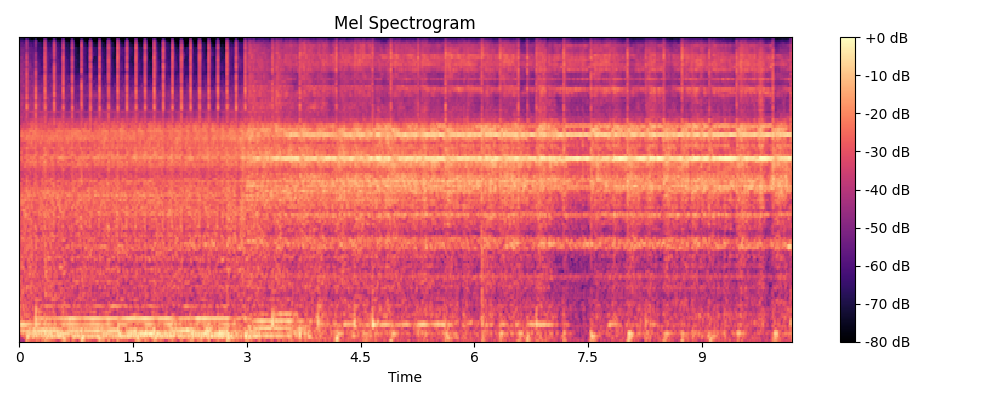 Mel Spectrogram
+0 dB
-10 dB
-20 dB
-30 dB
-40 dB
-50 dB
-60 dB
-70 dB
-80 dB
0 1.5 3 4.5 6 7.5 9
Time